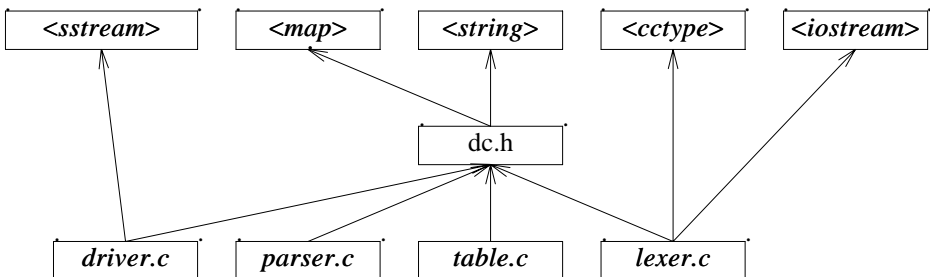 <sstream> <map> <string> <cctype> <iostream>
dc.h
driver.c parser.c table.c lexer.c